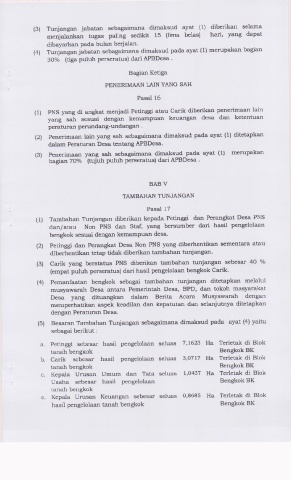 (3) Tunjangan jabatan sebagaimana dimaksud ayat (1) diberikan selama
menjalankan tugas paling sedikit 15 (lima belas) hari, yang dapat
dibayarkan pada bulan berjalan.
(4) Tunjangan sebagaimana dimaksud pada ayat (1) merupakan bagian
30% (tiga puluh perseratus) dari APBDesa .
Bagian Ketiga
PENERIMAAN LAIN YANG SAH
Pasal 16
(1) PNS yang di angkat menjadi Petinggi atau Carik diberikan penerimaan lain
yang sah sesuai dengan kemampuan keuangan desa dan ketentuan
peraturan perundang-undangan .
(2) Penerimaan lain yang sah sebagaimana dimaksud pada ayat (1) ditetapkan
dalam Peraturan Desa tentang APBDesa.
(3) Penerimaan yang sah sebagaimana dimaksud pada ayat (1) merupakan
bagian 70% (tujuh puluh perseratus) dari APBDesa .
BAB V
TAMBAHAN TUNJANGAN
Pasal 17
(1) Tambahan Tunjangan diberikan kepada Petinggi dan Perangkat Desa PNS
dan/atau Non PNS dan Staf, yang bersumber dari hasil pengelolaan
bengkok sesuai dengan kemampuan desa.
(2) Petinggi dan Perangkat Desa Non PNS yang diberhentikan sementara atau
diberhentikan tetap tidak diberikan tambahan tunjangan.
(3) Carik yang berstatus PNS diberikan tambahan tunjangan sebesar 40 %
(empat puluh perseratus) dari hasil pengelolaan bengkok Carik.
(4) Pemanfaatan bengkok sebagai tambahan tunjangan ditetapkan melalui
musyawarah Desa antara Pemerintah Desa, BPD, dan tokoh masyarakat
Desa yang dituangkan dalam Berita Acara Musyawarah dengan
memperhatikan aspek keadilan dan kepatutan dan selanjutnya ditetapkan
dengan Peraturan Desa.
(5) Besaran Tambahan Tunjangan sebagaimana dimaksud pada ayat (4) yaitu
sebagai berikut :
a. Petinggi sebesar hasil pengelolaan seluas 7,1623 Ha Terletak di Blok
tanah bengkok Bengkok BK
b. Carik sebesar hasil pengelolaan seluas 3,0717 Ha Terletak di Blok
tanah bengkok Bengkok BK
c. Kepala Urusan Umum dan Tata seluas 1,0437 Ha Terletak di Blok
Usaha sebesar hasil pengelolaan Bengkok BK
tanah bengkok
c. Kepala Urusan Keuangan sebesar seluas 0,8685 Ha Terletak di Blok
hasil pengelolaan tanah bengkok Bengkok BK